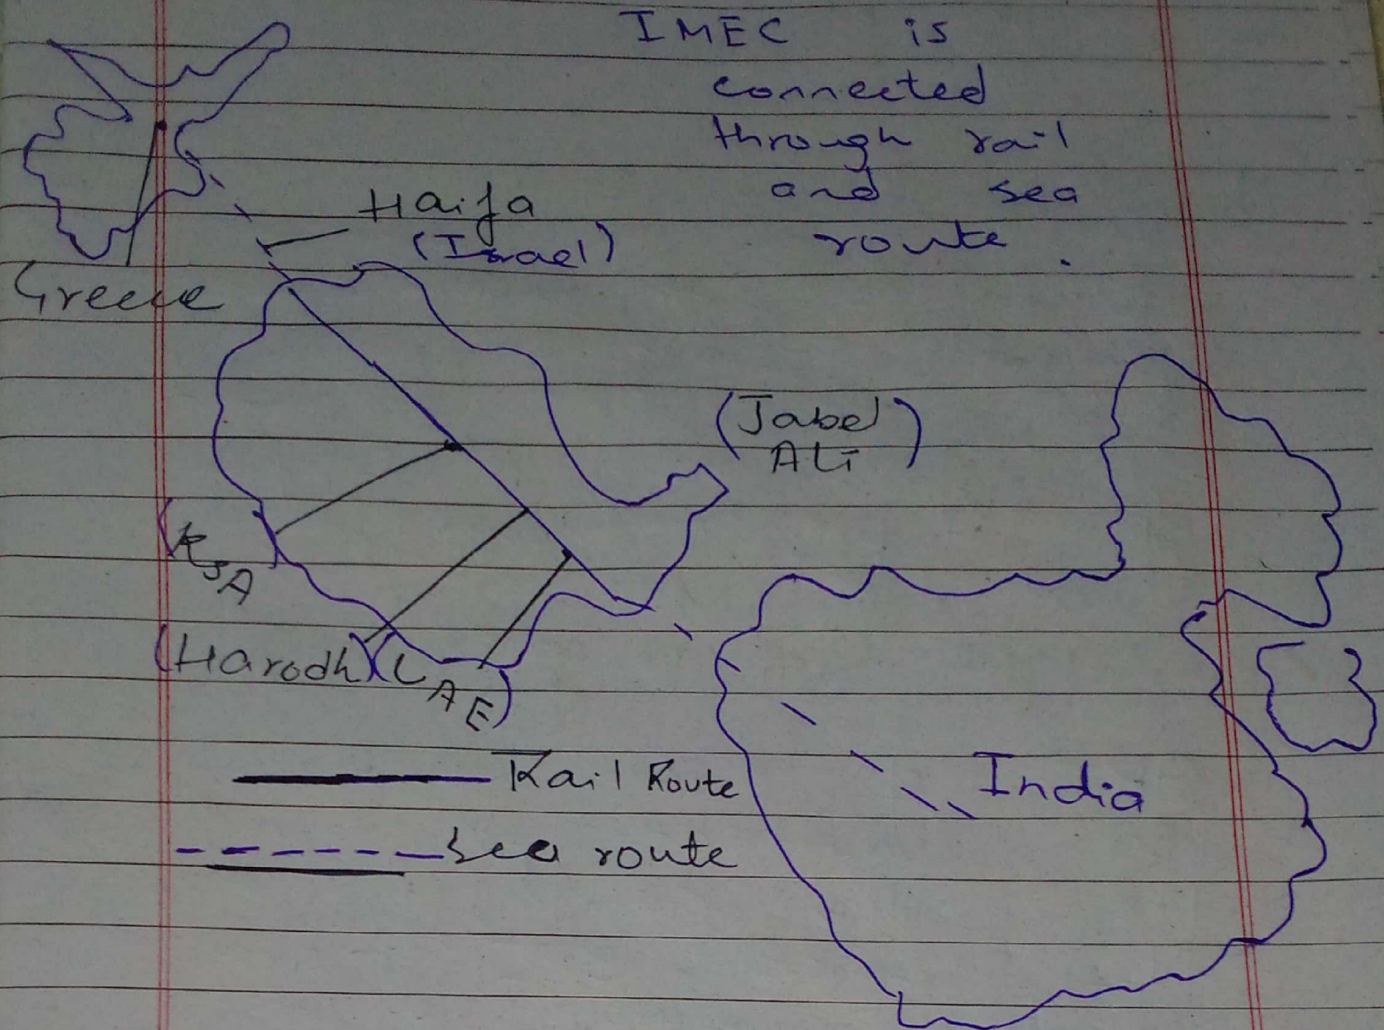 IMEC is
connected
through rail
and sea
route.
Haifa
(Israel)
Greece
(Jabel
Ali)
(KSA
(Harodh)
(UAE)
India
Rail Route
Sea route